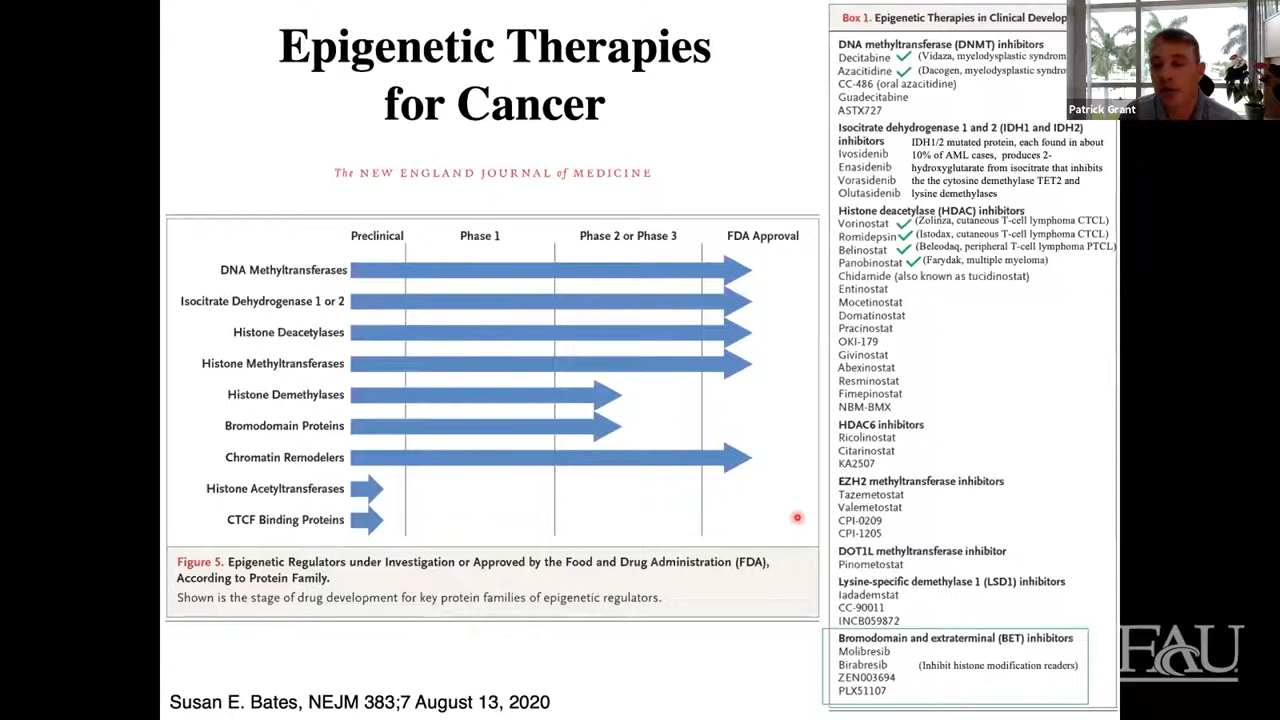 Epigenetic Therapies
for Cancer
The NEW ENGLAND JOURNAL of MEDICINE
Preclinical
Phase 1
Phase 2 or Phase 3
FDA Approval
DNA Methyltransferases
Isocitrate Dehydrogenase 1 or 2
Histone Deacetylases
Histone Methyltransferases
Histone Demethylases
Bromodomain Proteins
Chromatin Remodelers
Histone Acetyltransferases
CTCF Binding Proteins
Figure 5. Epigenetic Regulators under Investigation or Approved by the Food and Drug Administration (FDA),
According to Protein Family.
Shown is the stage of drug development for key protein families of epigenetic regulators.
Susan E. Bates, NEJM 383;7 August 13, 2020
Box 1. Epigenetic Therapies in Clinical Develop
DNA methyltransferase (DNMT) inhibitors
Decitabine (Vidaza, myelodysplastic syndrom
Azacitidine (Dacogen, myelodysplastic syndro
CC-486 (oral azacitidine)
Guadecitabine
ASTX727
Isocitrate dehydrogenase 1 and 2 (IDH1 and IDH2)
inhibitors IDH1/2 mutated protein, each found in about
Ivosidenib 10% of AML cases, produces 2-
Enasidenib hydroxyglutarate from isocitrate that inhibits
Vorasidenib the the cytosine demethylase TET2 and
Olutasidenib lysine demethylases
Histone deacetylase (HDAC) inhibitors
Vorinostat (Zolinza, cutaneous T-cell lymphoma CTCL)
Romidepsin (Istodax, cutaneous T-cell lymphoma CTCL)
Belinostat (Beleodaq, peripheral T-cell lymphoma PTCL)
Panobinostat (Farydak, multiple myeloma)
Chidamide (also known as tucidinostat)
Entinostat
Mocetinostat
Domatinostat
Pracinostat
OKI-179
Givinostat
Abexinostat
Resminostat
Fimepinostat
NBM-BMX
HDAC6 inhibitors
Ricolinostat
Citarinostat
KA2507
EZH2 methyltransferase inhibitors
Tazemetostat
Valemetostat
CPI-0209
CPI-1205
DOT1L methyltransferase inhibitor
Pinometostat
Lysine-specific demethylase 1 (LSD1) inhibitors
Iadademstat
CC-90011
INCB059872
Bromodomain and extraterminal (BET) inhibitors
Molibresib
Birabresib (Inhibit histone modification readers)
ZEN003694
PLX51107
Patrick Grant
FAU